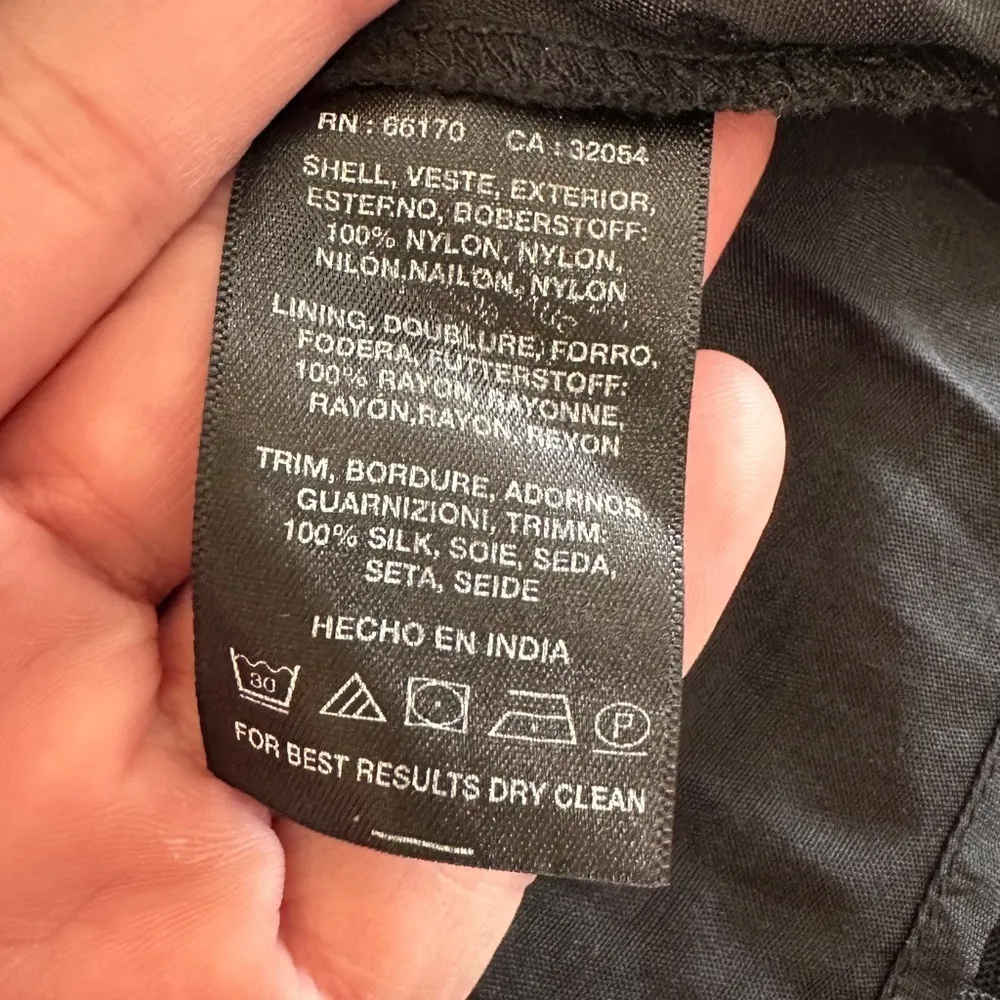 RN : 66170 CA : 32054
SHELL, VESTE, EXTERIOR,
ESTERNO, BOBERSTOFF:
100% NYLON, NYLON,
NILÓN,NAILON, NYLON
LINING, DOUBLURE, FORRO,
FODERA, FUTTERSTOFF:
100% RAYON, RAYONNE,
RAYÓN,RAYON, REYON
TRIM, BORDURE, ADORNOS,
GUARNIZIONI, TRIMM:
100% SILK, SOIE, SEDA,
SETA, SEIDE
HECHO EN INDIA
30 P
FOR BEST RESULTS DRY CLEAN